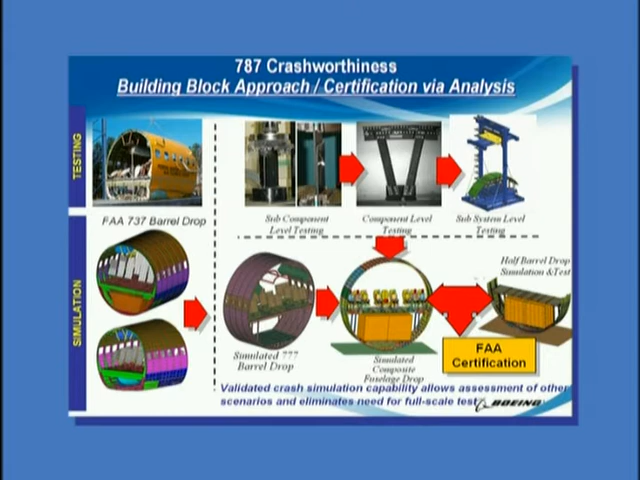 787 Crashworthiness
Building Block Approach / Certification via Analysis
TESTING
FAA 737 Barrel Drop
Sub Component
Level Testing
Component Level
Testing
Sub System Level
Testing
SIMULATION
Half Barrel Drop
Simulation & Test
Simulated 777
Barrel Drop
Simulated
Composite
Fuselage Drop
FAA
Certification
Validated crash simulation capability allows assessment of other
scenarios and eliminates need for full-scale test
BOEING